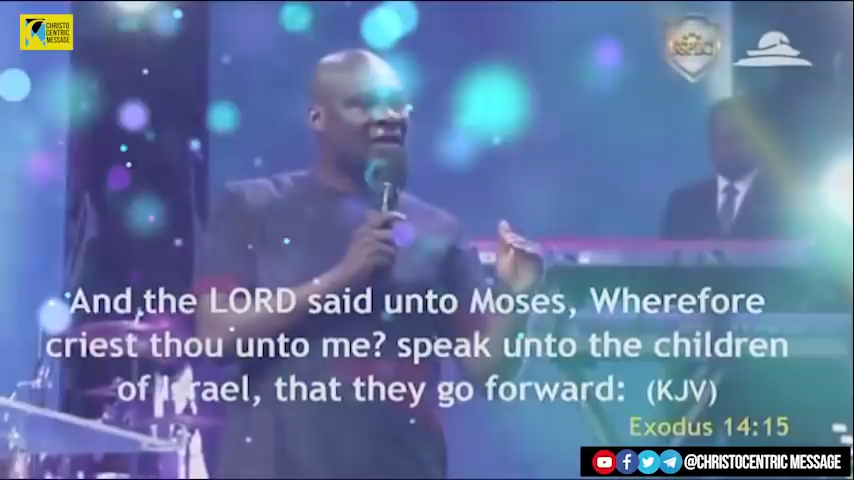 CHRISTO
CENTRIC
MESSAGE
And the LORD said unto Moses, Wherefore
criest thou unto me? speak unto the children
of Israel, that they go forward: (KJV)
Exodus 14:15
@CHRISTOCENTRIC MESSAGE